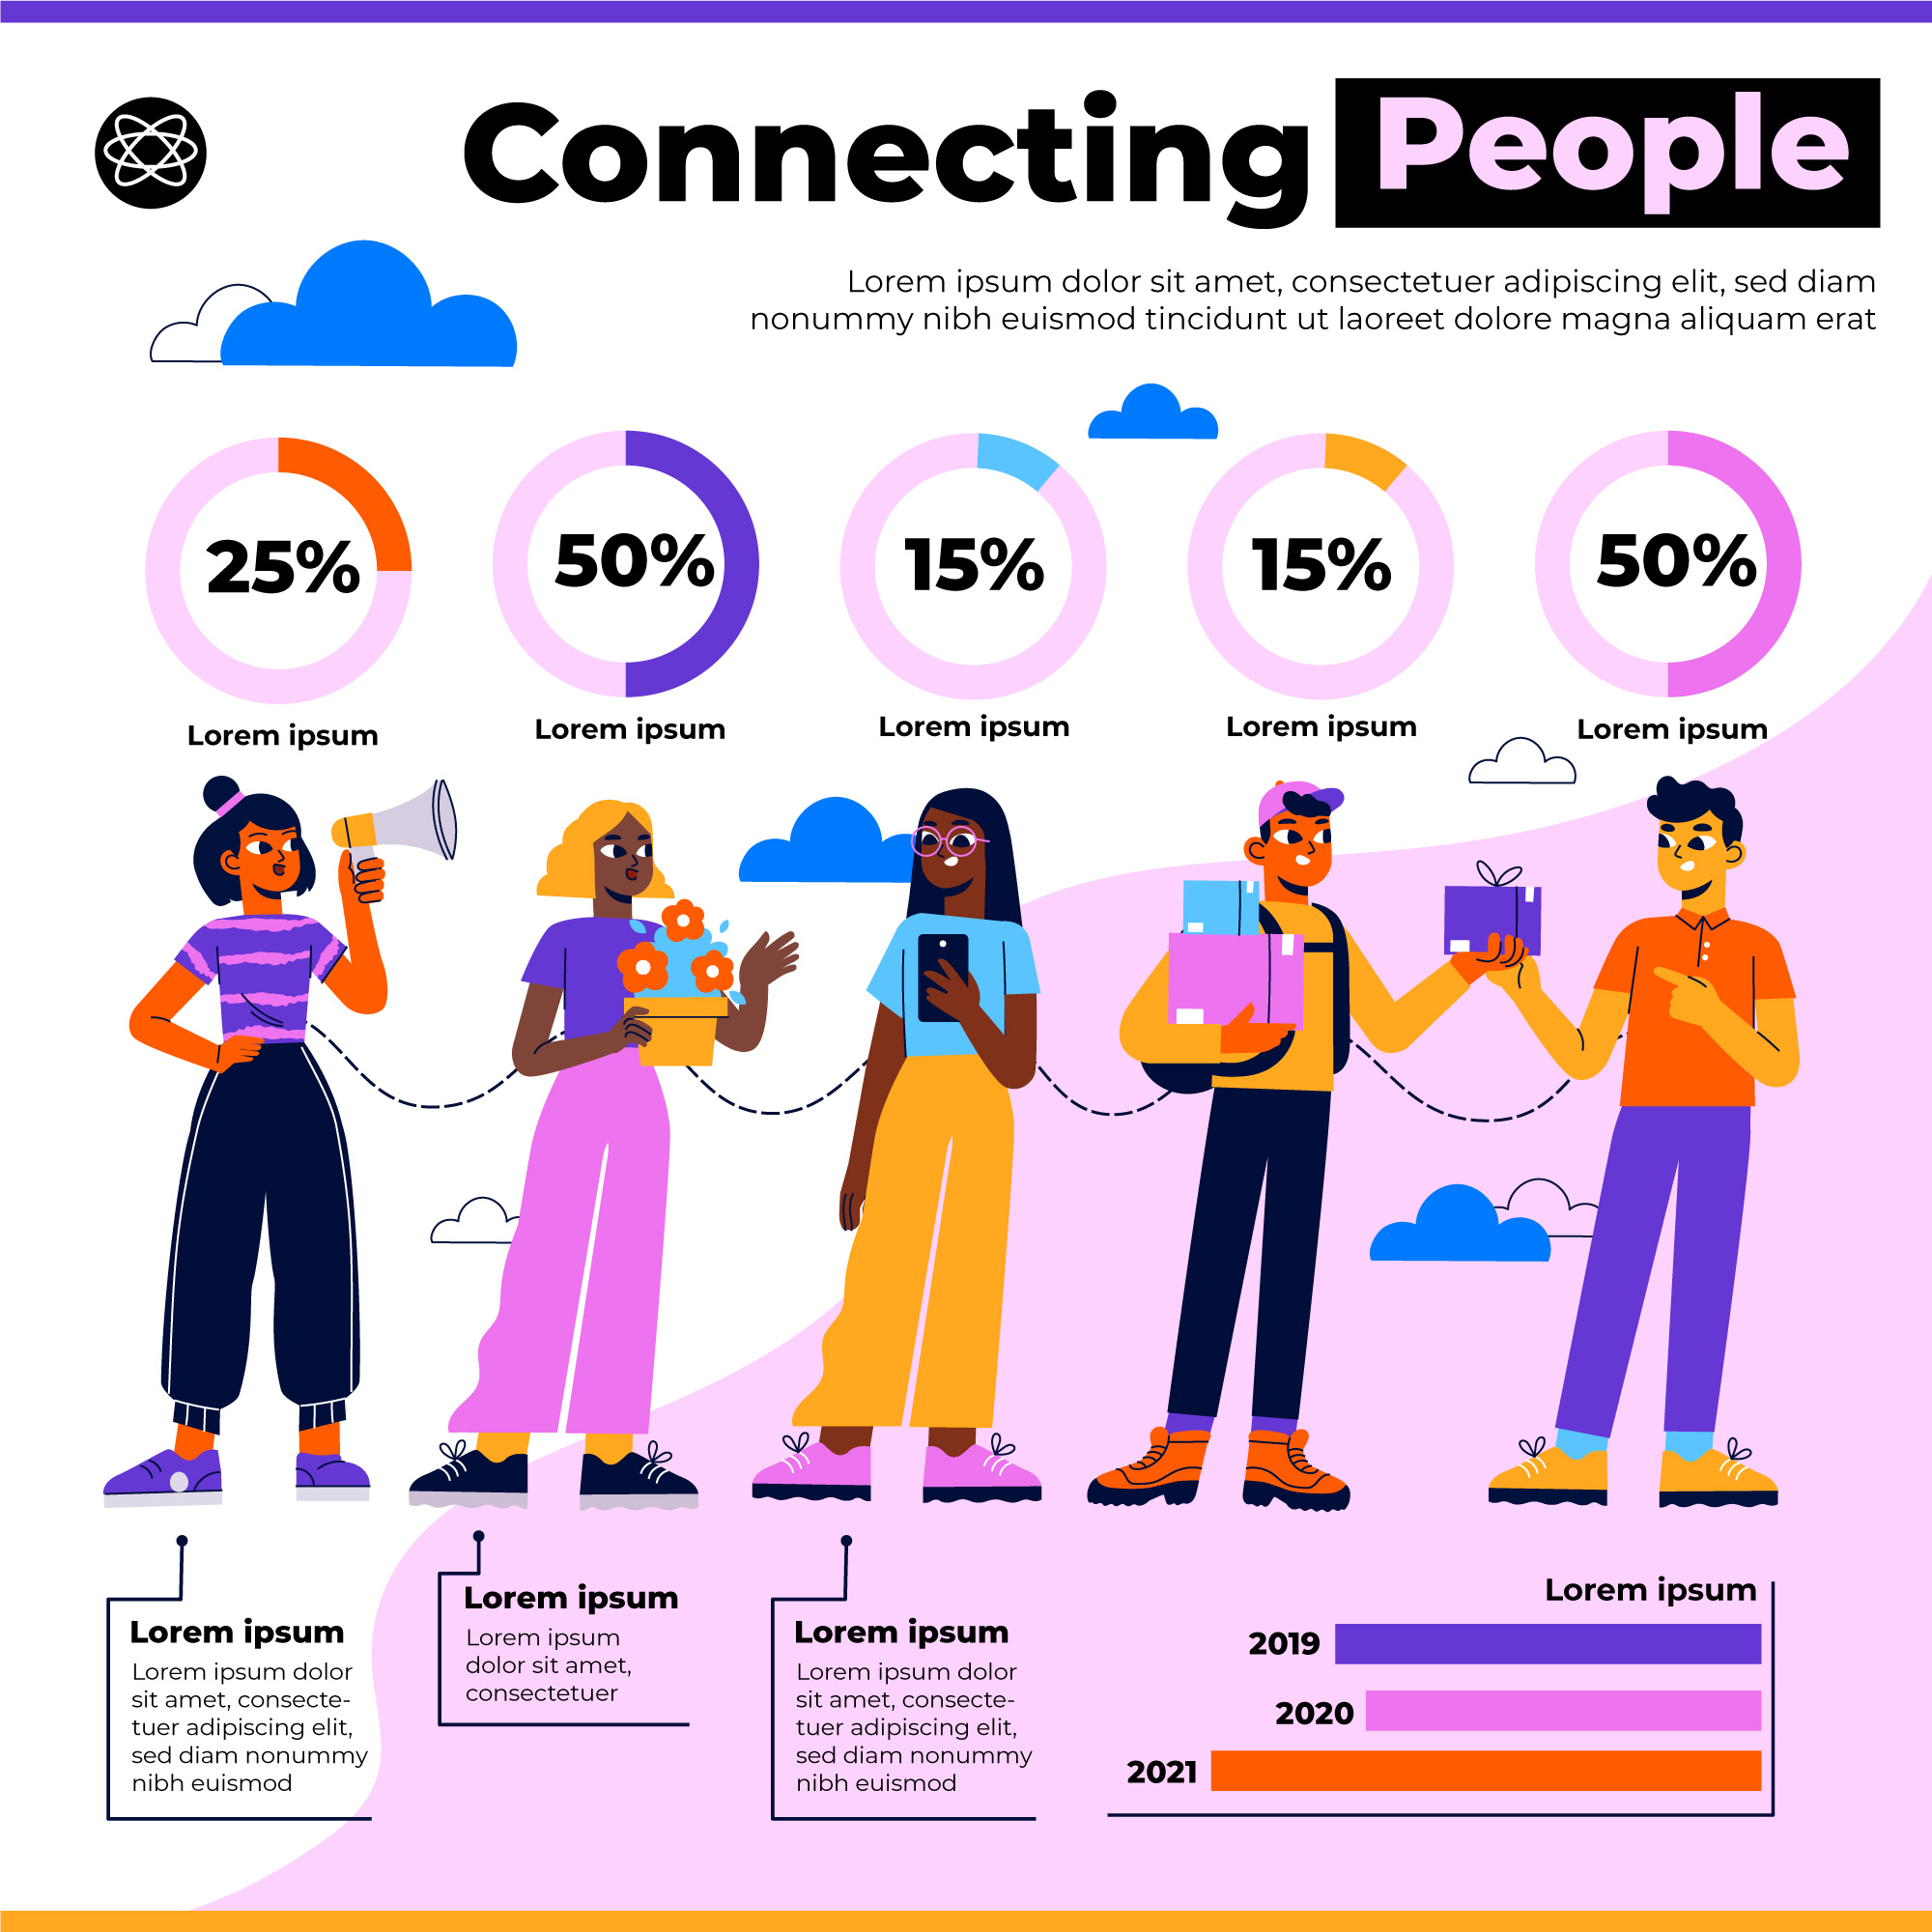 Connecting People
Lorem ipsum dolor sit amet, consectetuer adipiscing elit, sed diam
nonummy nibh euismod tincidunt ut laoreet dolore magna aliquam erat
25%
50%
15%
15%
50%
Lorem ipsum
Lorem ipsum
Lorem ipsum
Lorem ipsum
Lorem ipsum
Lorem ipsum
Lorem ipsum dolor
sit amet, consecte-
tuer adipiscing elit,
sed diam nonummy
nibh euismod
Lorem ipsum
Lorem ipsum
dolor sit amet,
consectetuer
Lorem ipsum
Lorem ipsum dolor
sit amet, consecte-
tuer adipiscing elit,
sed diam nonummy
nibh euismod
Lorem ipsum
2019
2020
2021